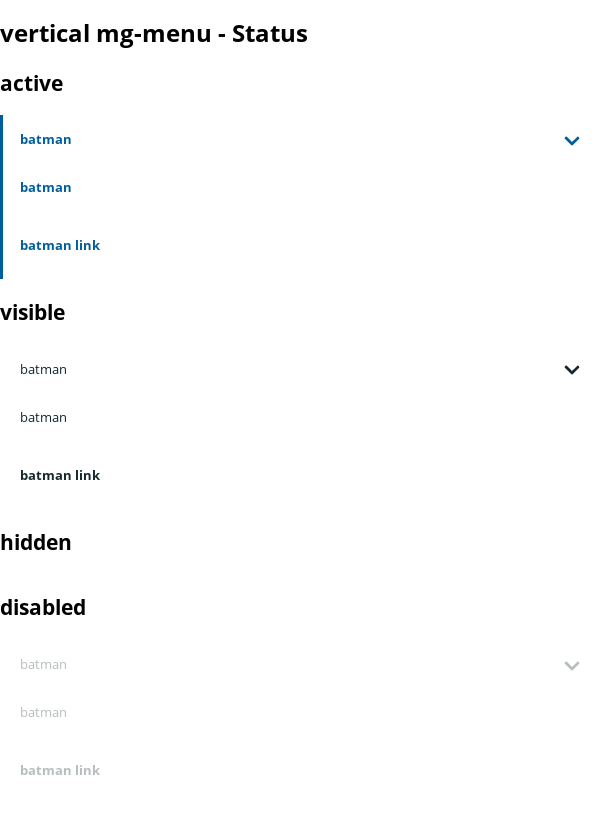 vertical mg-menu - Status
active
batman
batman
batman link
visible
batman
batman
batman link
hidden
disabled
batman
batman
batman link